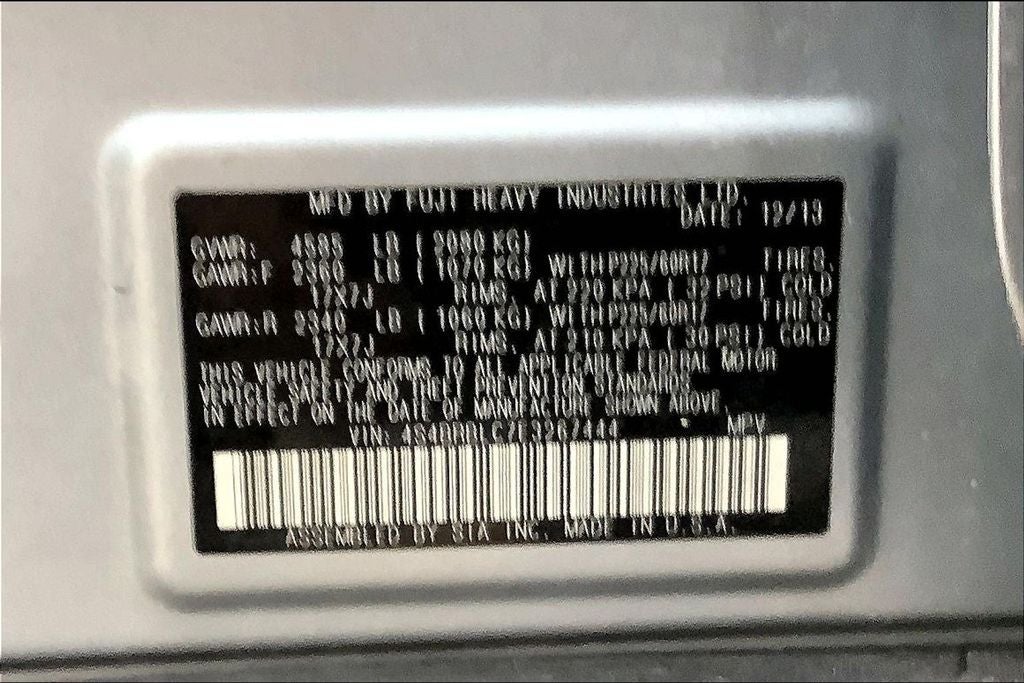 MFD BY FUJI HEAVY INDUSTRIES LTD.
DATE: 12/13
GVWR: 4585 LB ( 2080 KG)
GAWR:F 2360 LB ( 1070 KG) WITH P225/60R17 TIRES,
17X7J RIMS, AT 220 KPA ( 32 PSI) COLD
GAWR:R 2340 LB ( 1060 KG) WITH P225/60R17 TIRES,
17X7J RIMS, AT 210 KPA ( 30 PSI) COLD
THIS VEHICLE CONFORMS TO ALL APPLICABLE FEDERAL MOTOR
VEHICLE SAFETY AND THEFT PREVENTION STANDARDS
IN EFFECT ON THE DATE OF MANUFACTURE SHOWN ABOVE
VIN: MPV
ASSEMBLED BY SIA INC. MADE IN U.S.A.